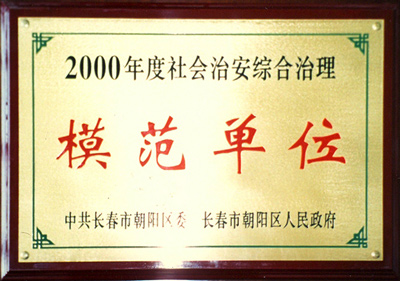 2000年度社会治安综合治理
模范单位
中共长春市朝阳区委 长春市朝阳区人民政府